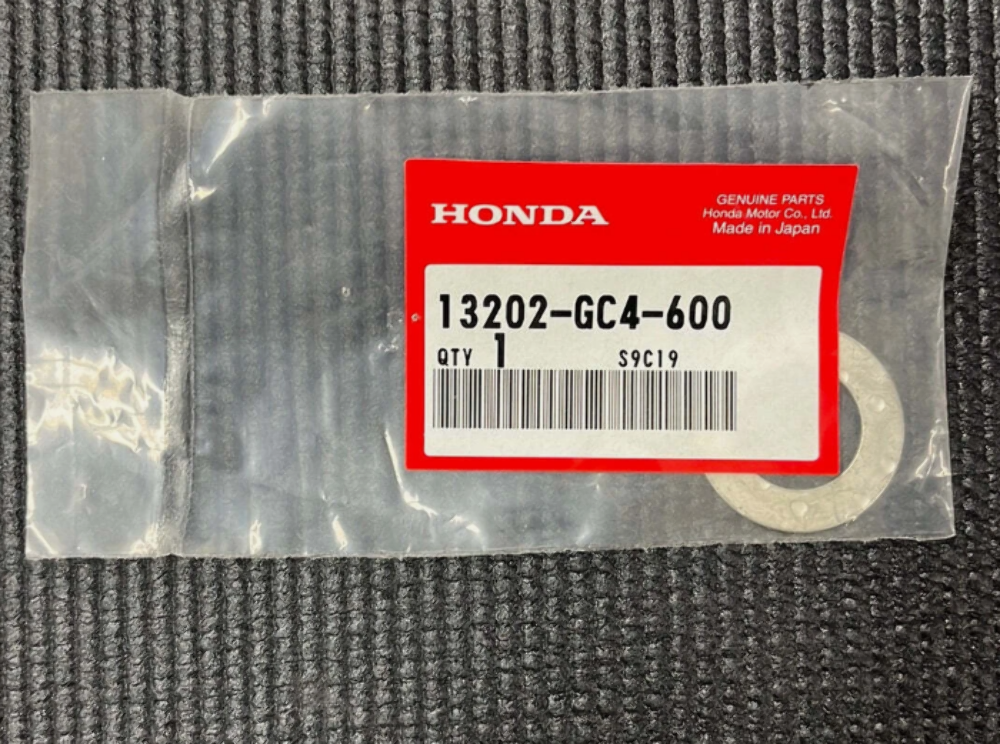 HONDA
GENUINE PARTS
Honda Motor Co., Ltd.
Made in Japan
13202-GC4-600
QTY 1 S9C19